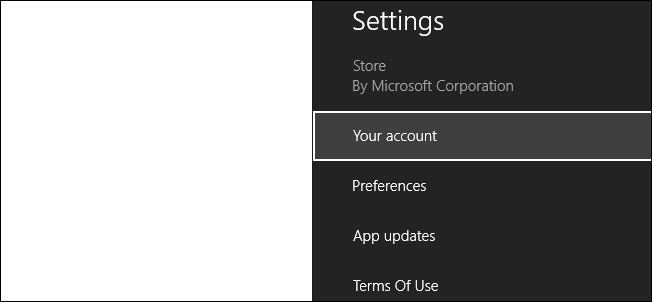 Settings
Store
By Microsoft Corporation
Your account
Preferences
App updates
Terms Of Use